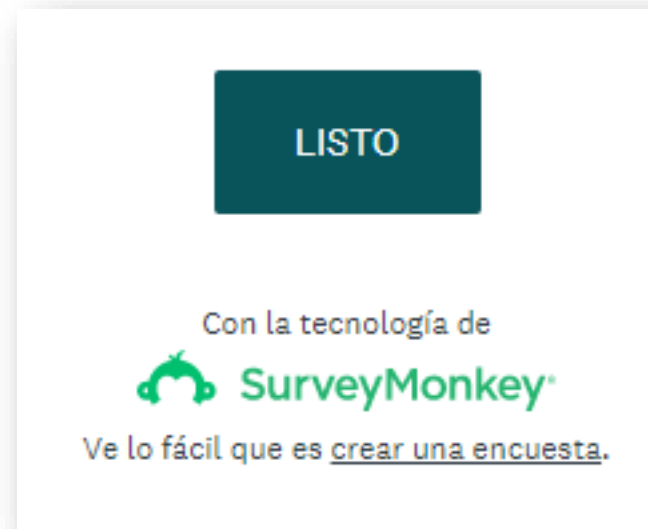 LISTO
Con la tecnología de
SurveyMonkey®
Ve lo fácil que es crear una encuesta.